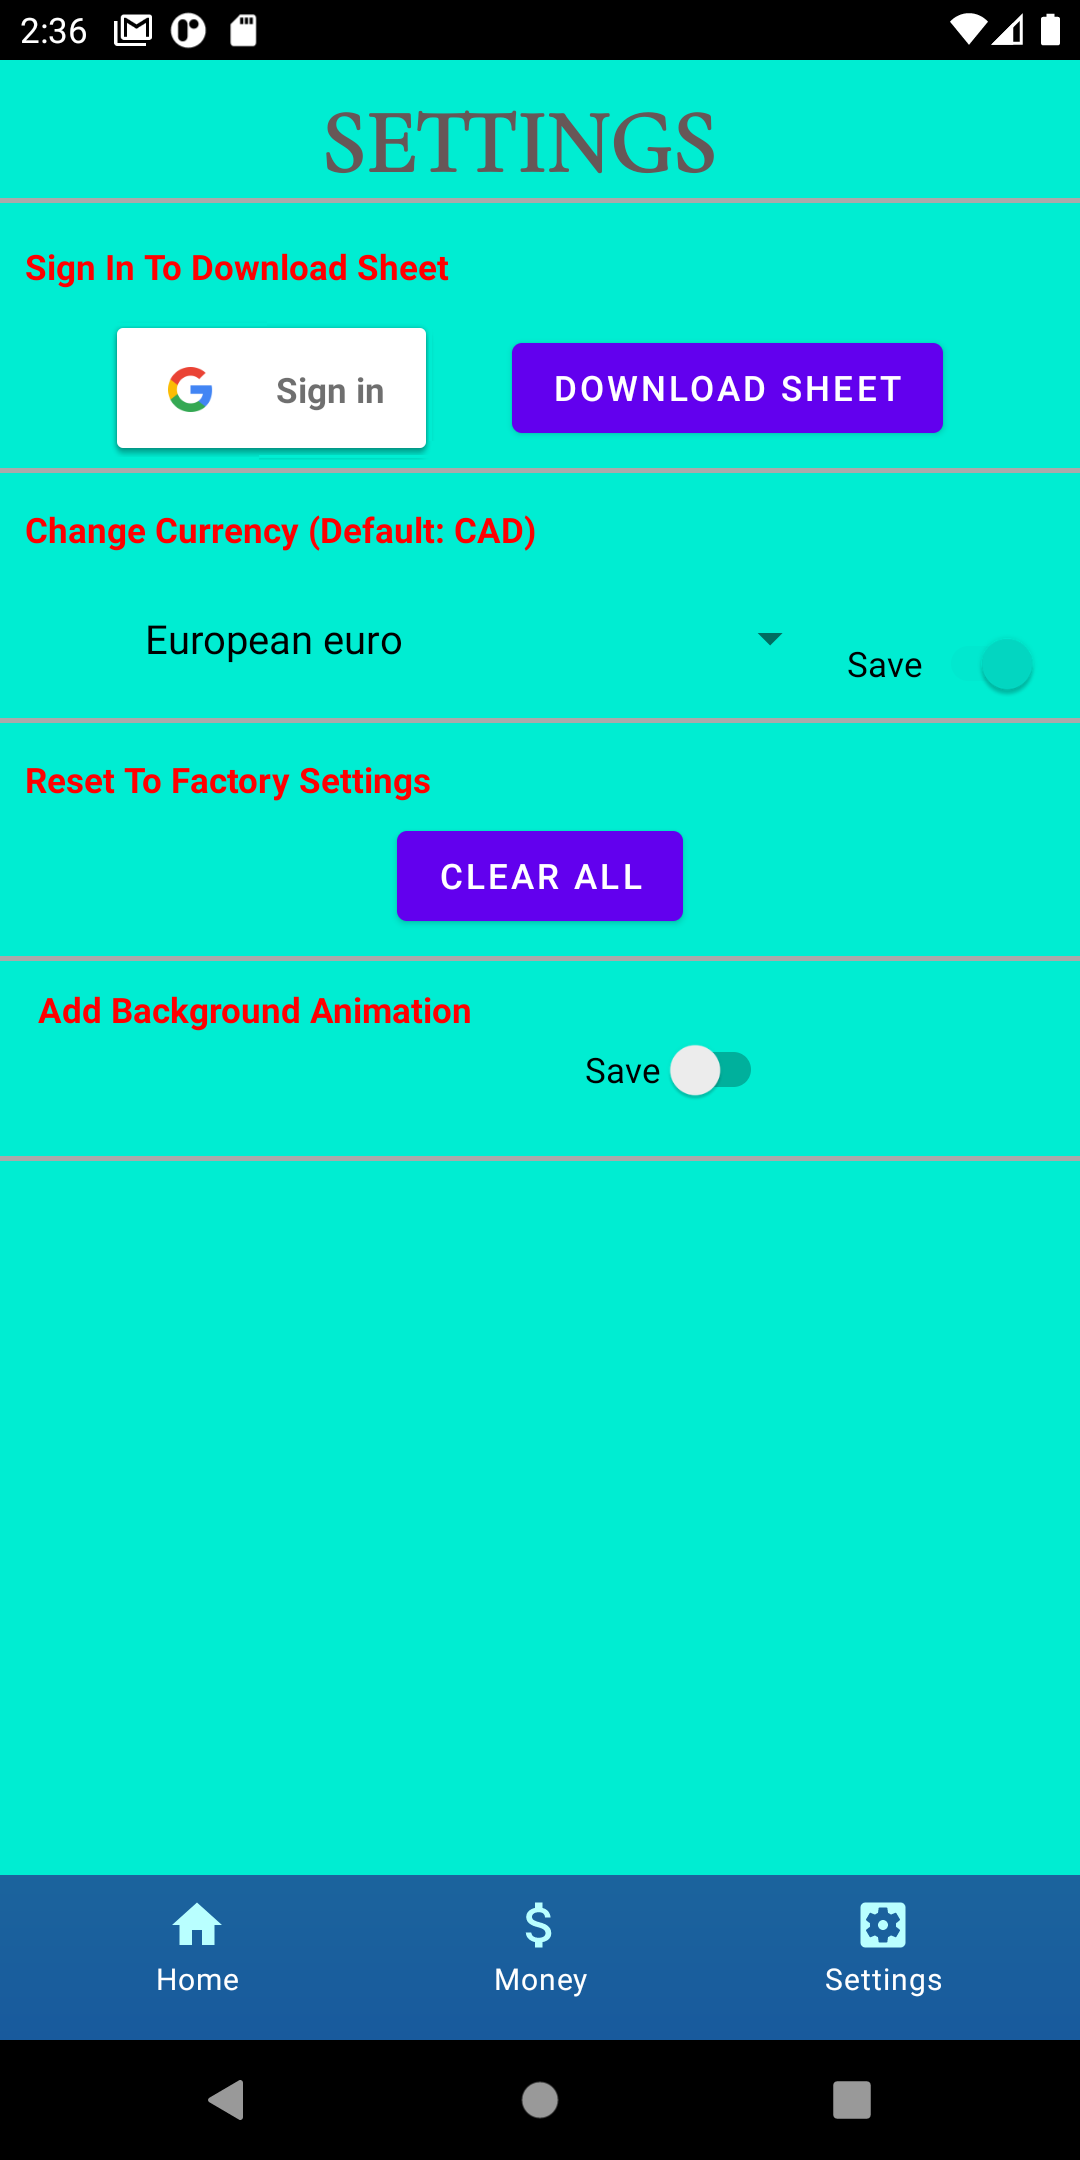 2:36
SETTINGS
Sign In To Download Sheet
Sign in
DOWNLOAD SHEET
Change Currency (Default: CAD)
European euro
Save
Reset To Factory Settings
CLEAR ALL
Add Background Animation
Save
Home
Money
Settings